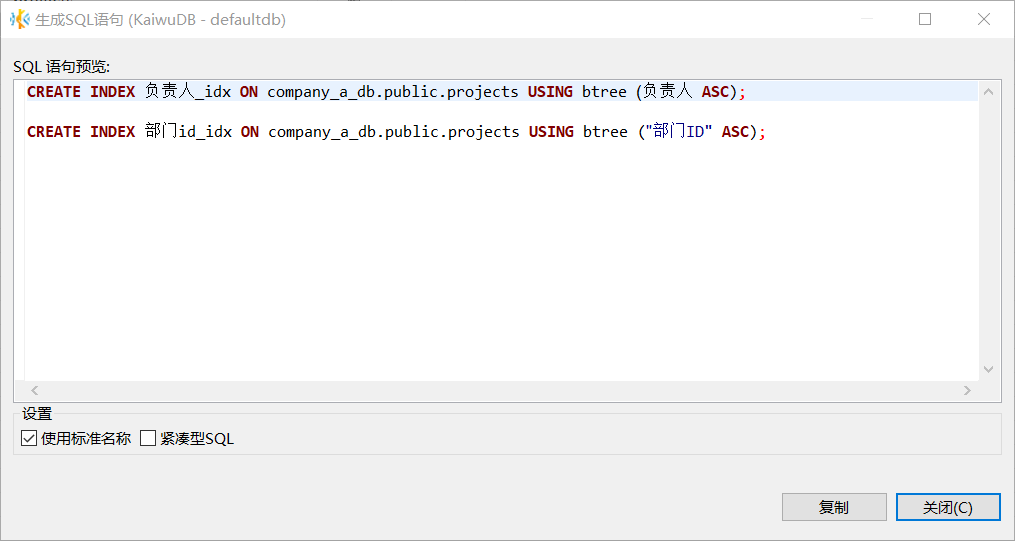 生成SQL语句 (KaiwuDB - defaultdb)
SQL 语句预览:
CREATE INDEX 负责人_idx ON company_a_db.public.projects USING btree (负责人 ASC);
CREATE INDEX 部门id_idx ON company_a_db.public.projects USING btree ("部门ID" ASC);
设置
使用标准名称 紧凑型SQL
复制 关闭(C)